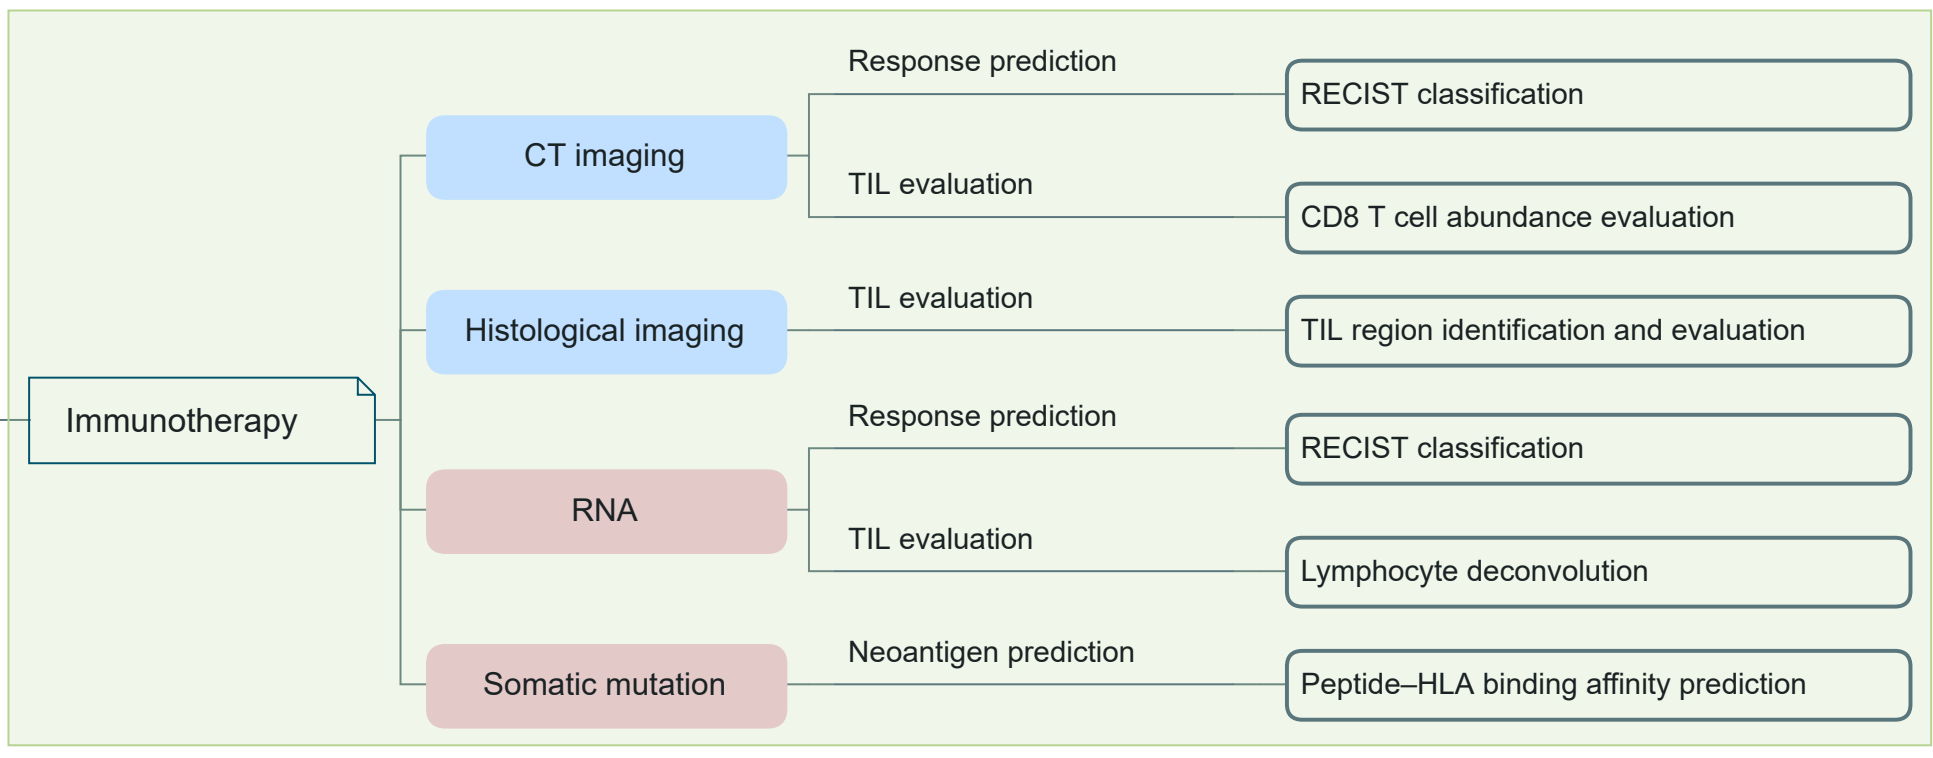 Immunotherapy
CT imaging
Response prediction
RECIST classification
TIL evaluation
CD8 T cell abundance evaluation
Histological imaging
TIL evaluation
TIL region identification and evaluation
RNA
Response prediction
RECIST classification
TIL evaluation
Lymphocyte deconvolution
Somatic mutation
Neoantigen prediction
Peptide–HLA binding affinity prediction